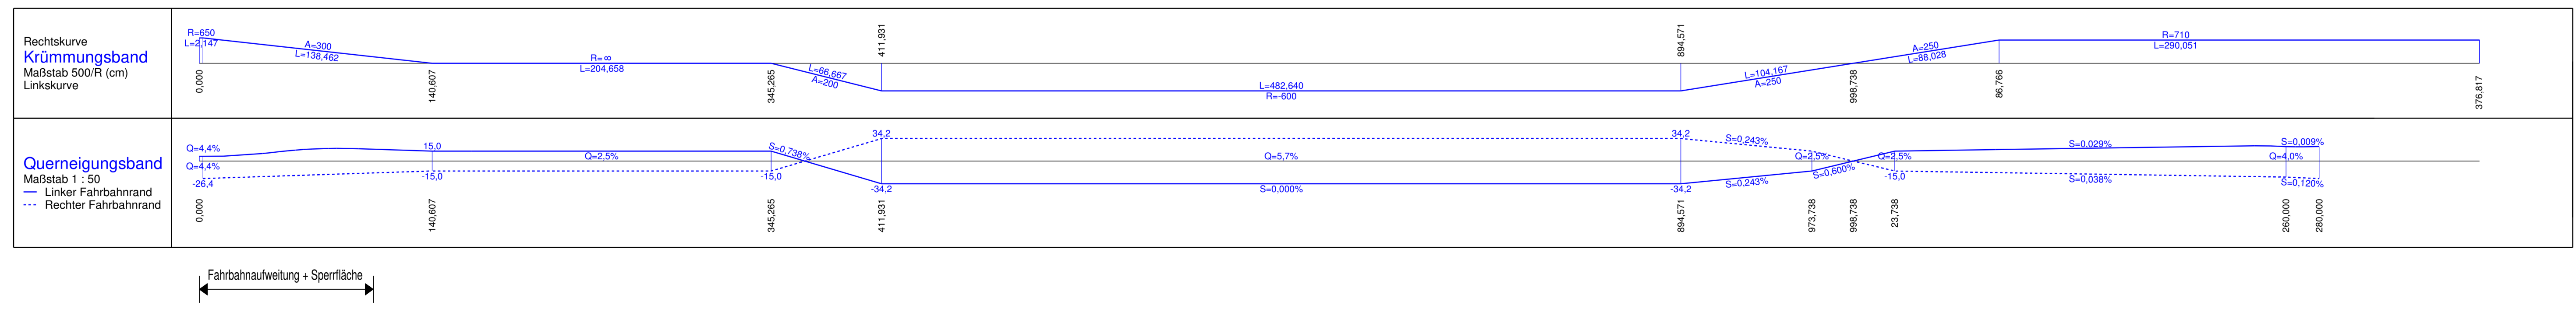 Rechtskurve
Krümmungsband
Maßstab 500/R (cm)
Linkskurve
R=650
L=2,147
A=300
L=138,462
R=∞
L=204,658
L=66,667
A=200
411,931
L=482,640
R=-600
894,571
L=104,167
A=250
A=250
L=88,028
R=710
L=290,051
0,000
140,607
345,265
998,738
86,766
376,817
Querneigungsband
Maßstab 1 : 50
Linker Fahrbahnrand
Rechter Fahrbahnrand
Q=4,4%
Q=4,4%
-26,4
15,0
-15,0
Q=2,5%
S=0,738%
-15,0
34,2
-34,2
Q=5,7%
S=0,000%
34,2
-34,2
S=0,243%
S=0,243%
Q=2,5%
S=0,600%
Q=2,5%
-15,0
S=0,029%
S=0,038%
S=0,009%
Q=4,0%
S=0,120%
0,000
140,607
345,265
411,931
894,571
973,738
998,738
23,738
260,000
280,000
Fahrbahnaufweitung + Sperrfläche